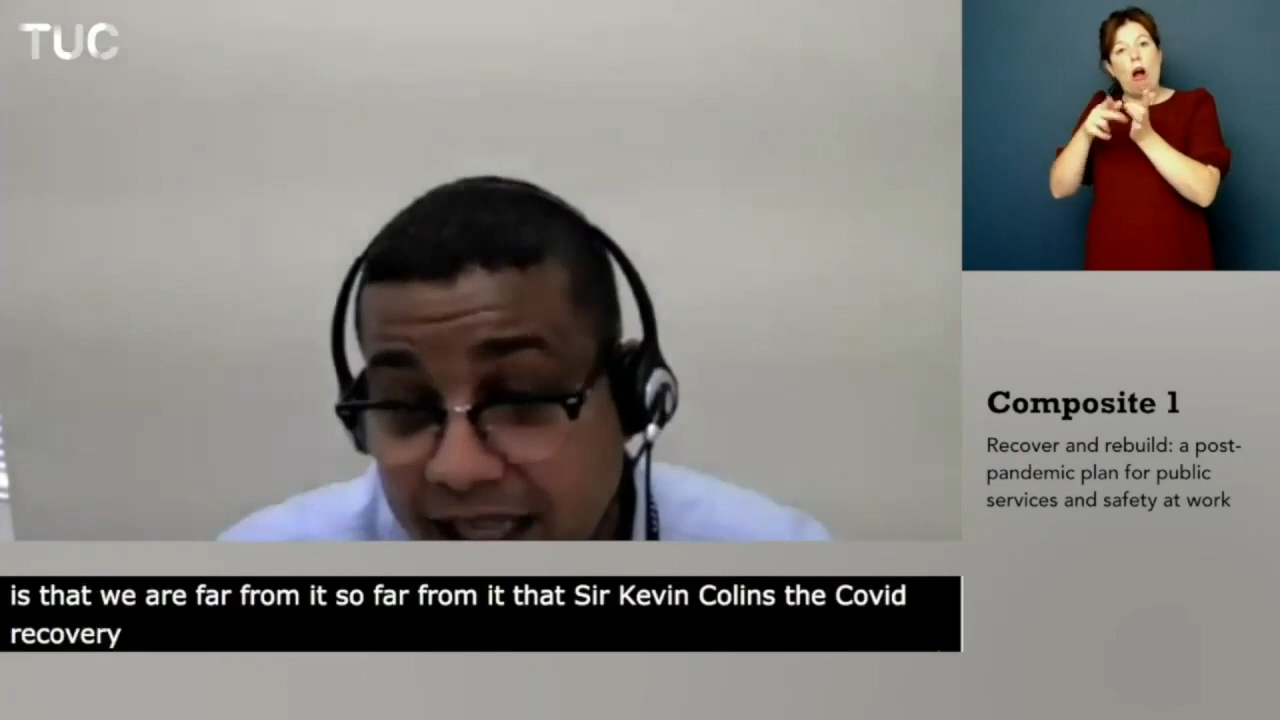 TUC
Composite 1
Recover and rebuild: a post-
pandemic plan for public
services and safety at work
is that we are far from it so far from it that Sir Kevin Colins the Covid
recovery